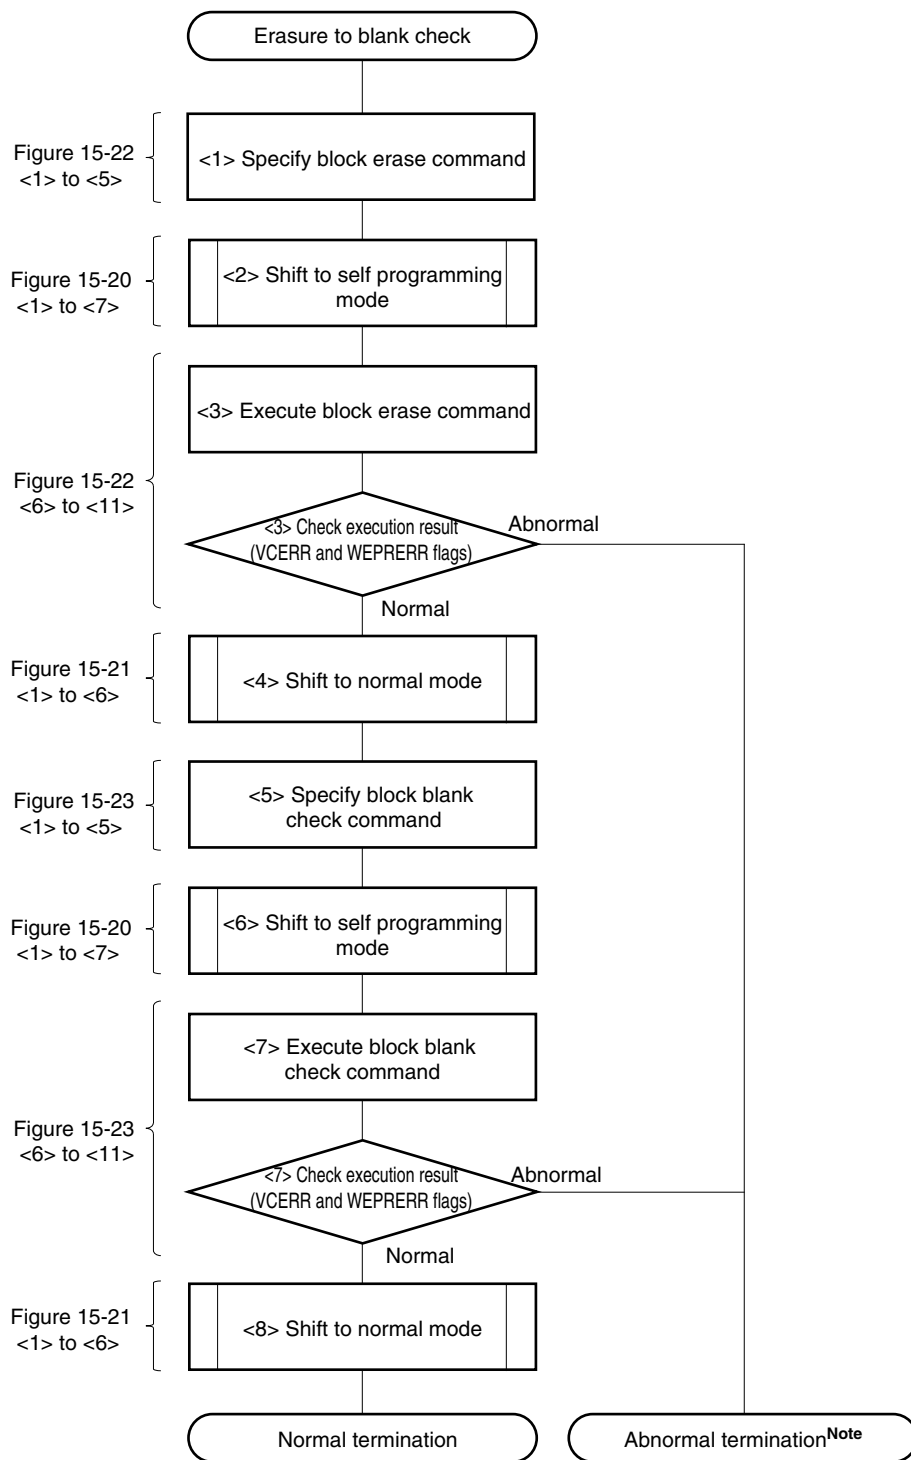 Erasure to blank check
Figure 15-22
<1> to <5>
<1> Specify block erase command
Figure 15-20
<1> to <7>
<2> Shift to self programming
mode
<3> Execute block erase command
Figure 15-22
<6> to <11>
<3> Check execution result
(VCERR and WEPRERR flags)
Abnormal
Normal
Figure 15-21
<1> to <6>
<4> Shift to normal mode
Figure 15-23
<1> to <5>
<5> Specify block blank
check command
Figure 15-20
<1> to <7>
<6> Shift to self programming
mode
<7> Execute block blank
check command
Figure 15-23
<6> to <11>
<7> Check execution result
(VCERR and WEPRERR flags)
Abnormal
Normal
Figure 15-21
<1> to <6>
<8> Shift to normal mode
Normal termination
Abnormal termination Note